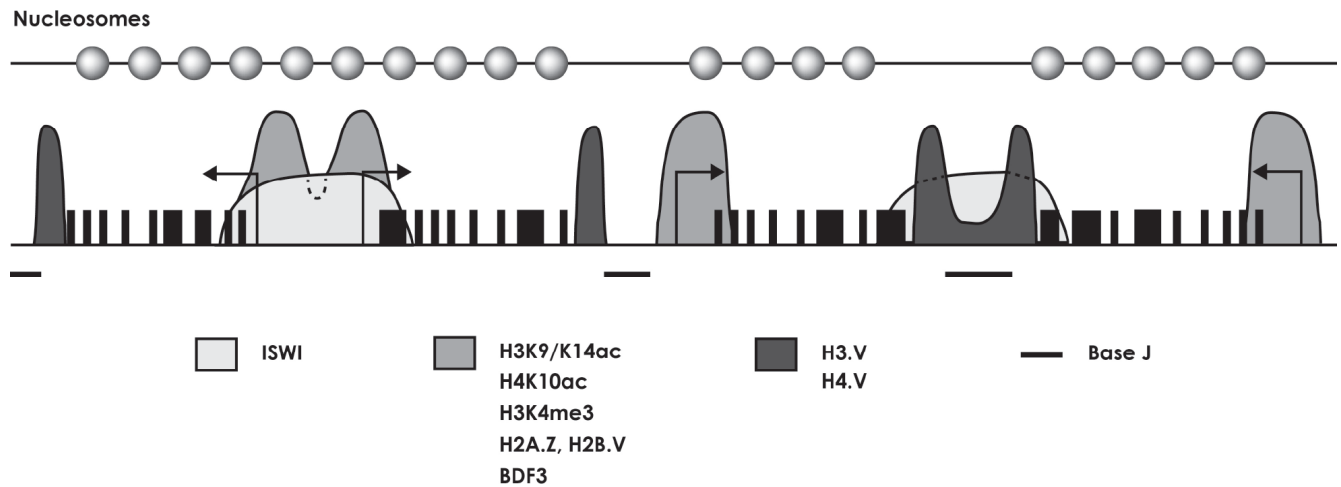 Nucleosomes
ISWI
H3K9/K14ac
H4K10ac
H3K4me3
H2A.Z, H2B.V
BDF3
H3.V
H4.V
Base J